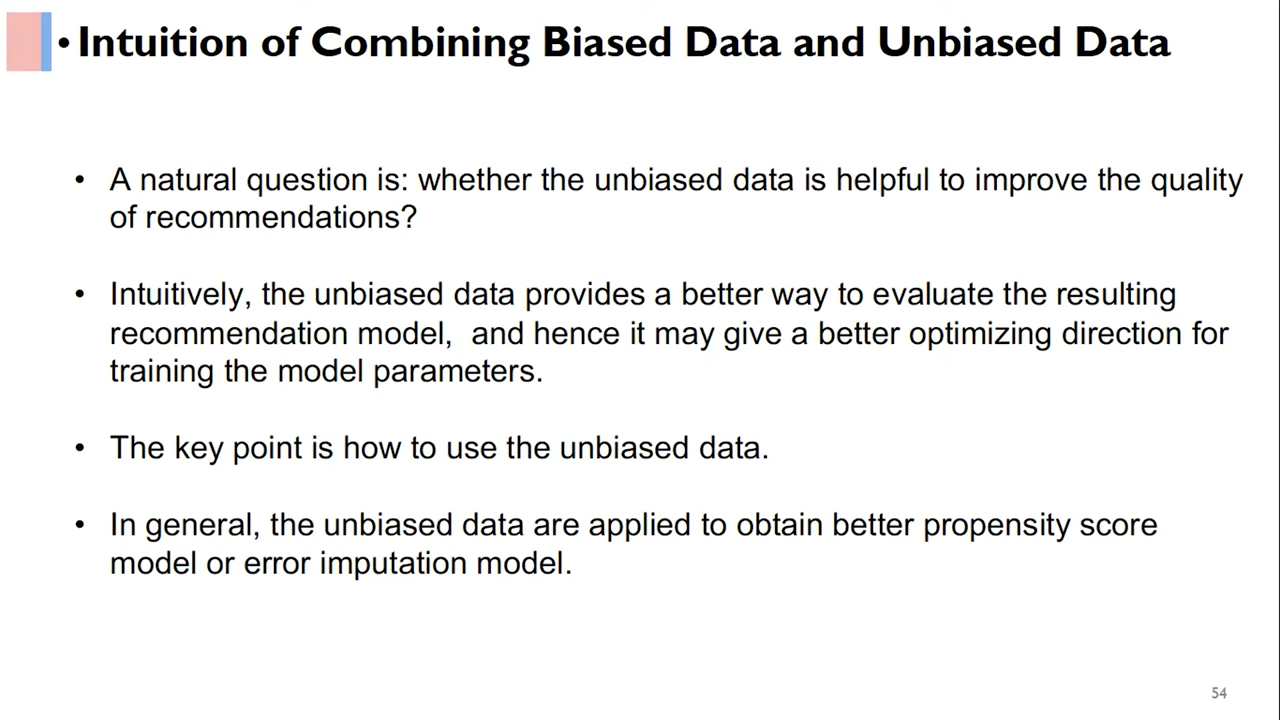 • Intuition of Combining Biased Data and Unbiased Data
• A natural question is: whether the unbiased data is helpful to improve the quality
of recommendations?
• Intuitively, the unbiased data provides a better way to evaluate the resulting
recommendation model,  and hence it may give a better optimizing direction for
training the model parameters.
• The key point is how to use the unbiased data.
• In general, the unbiased data are applied to obtain better propensity score
model or error imputation model.
54